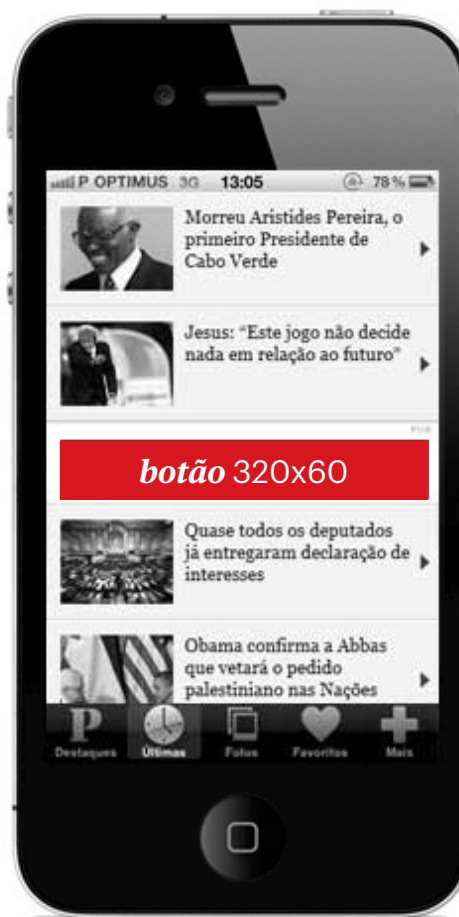 P OPTIMUS 3G 13:05 78 %
Morreu Aristides Pereira, o
primeiro Presidente de
Cabo Verde
Jesus: “Este jogo não decide
nada em relação ao futuro”
PUB
botão 320x60
Quase todos os deputados
já entregaram declaração de
interesses
Obama confirma a Abbas
que vetará o pedido
palestiniano nas Nações
P
Destaques Últimas Fotos Favoritos Mais